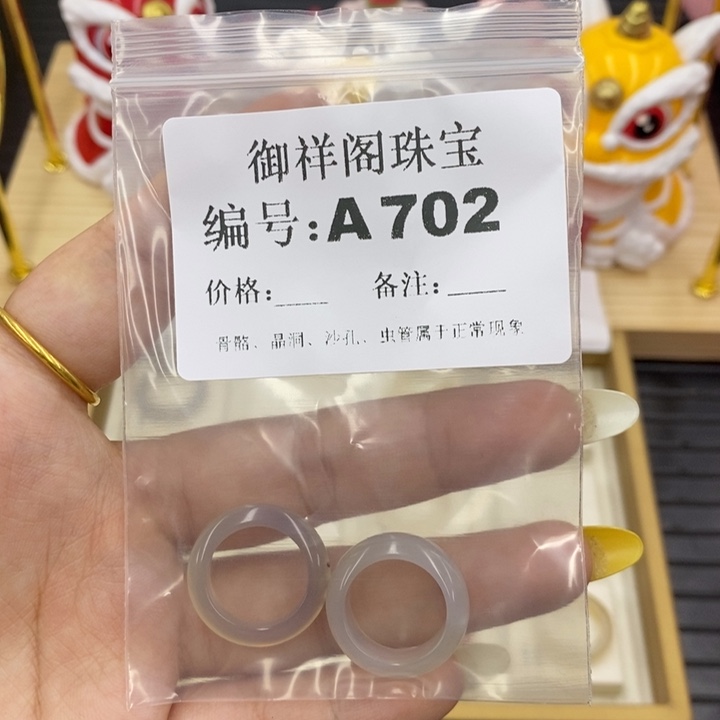 御祥阁珠宝
编号:A702
价格:____ 备注:____
骨骼、晶洞、沙孔、虫管属于正常现象